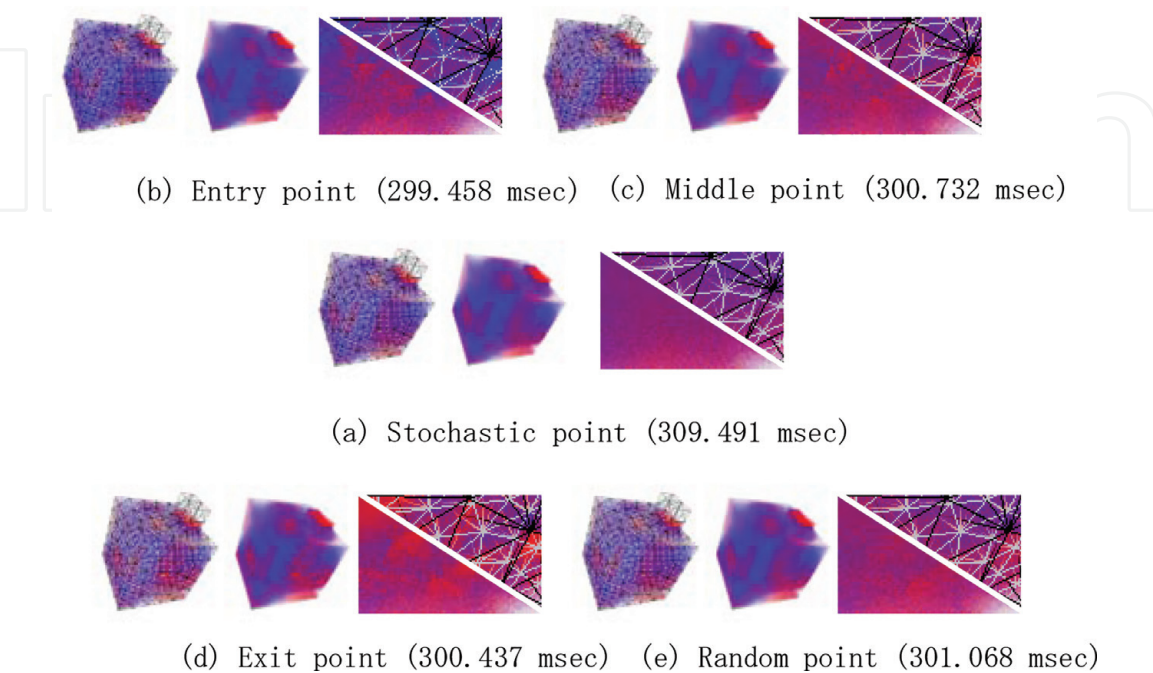 (b) Entry point (299.458 msec) (c) Middle point (300.732 msec)
(a) Stochastic point (309.491 msec)
(d) Exit point (300.437 msec) (e) Random point (301.068 msec)